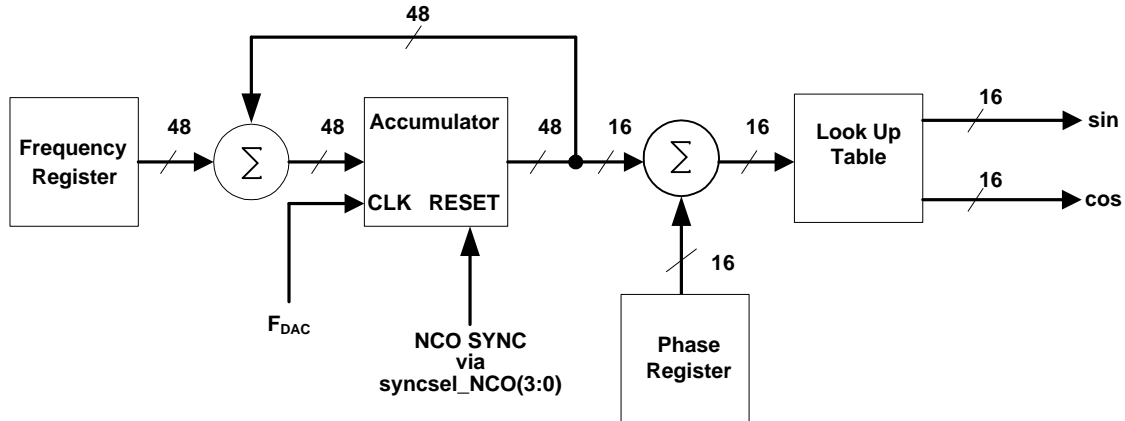 48
Frequency
Register
48
Σ
48
Accumulator
CLK RESET
48
16
Σ
16
Look Up
Table
16
sin
16
cos
F_DAC
NCO SYNC
via
syncsel_NCO(3:0)
16
Phase
Register